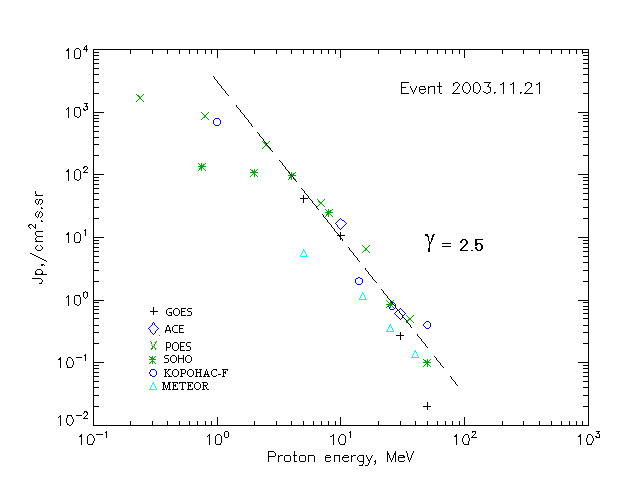 Event 2003.11.21
10⁴
10³
10²
10¹
10⁰
10⁻¹
10⁻²
Jp,/cm².s.sr
γ = 2.5
GOES
ACE
POES
SOHO
KOPOHAC-F
METEOR
10⁻¹ 10⁰ 10¹ 10² 10³
Proton energy, MeV